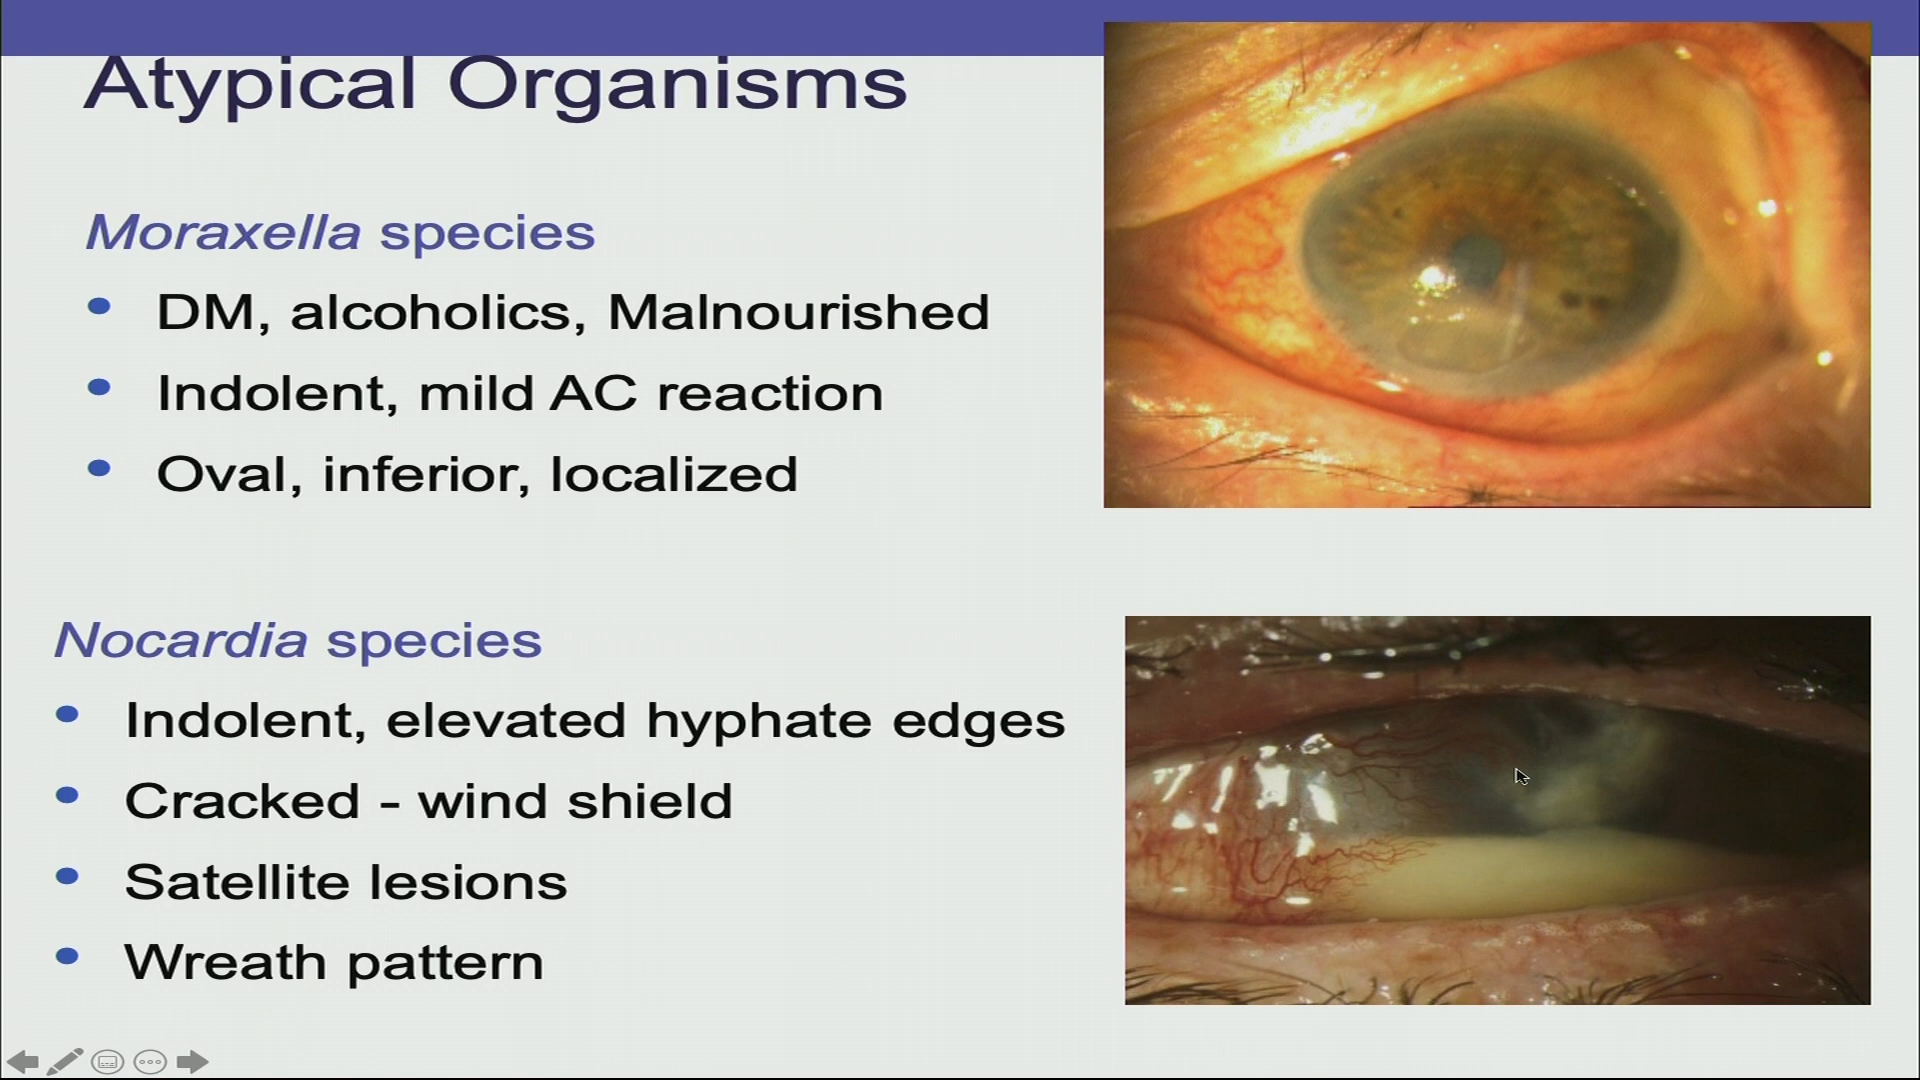 Atypical Organisms
Moraxella species
• DM, alcoholics, Malnourished
• Indolent, mild AC reaction
• Oval, inferior, localized
Nocardia species
• Indolent, elevated hyphate edges
• Cracked - wind shield
• Satellite lesions
• Wreath pattern